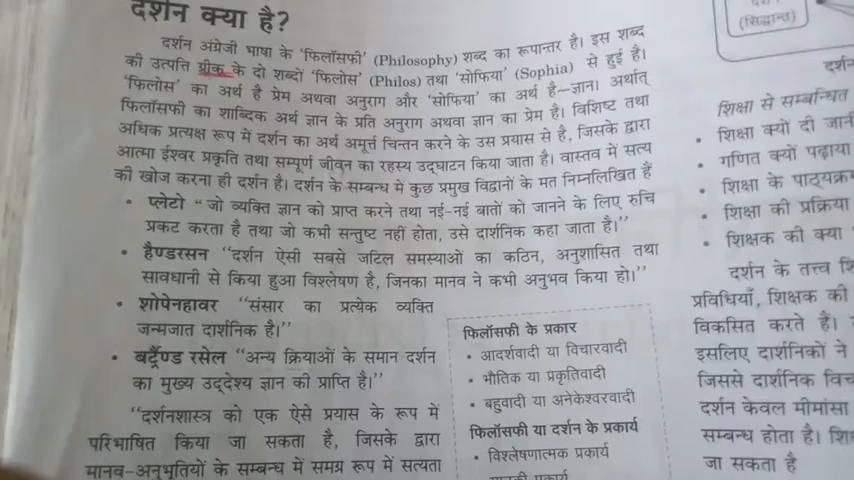 दर्शन क्या है?
दर्शन अंग्रेजी भाषा के 'फिलॉसफी' (Philosophy) शब्द का रूपान्तर है। इस शब्द
की उत्पत्ति ग्रीक के दो शब्दों 'फिलोस' (Philos) तथा 'सोफिया' (Sophia) से हुई है।
'फिलोस' का अर्थ है प्रेम अथवा अनुराग और 'सोफिया' का अर्थ है—ज्ञान। अर्थात्
फिलॉसफी का शाब्दिक अर्थ ज्ञान के प्रति अनुराग अथवा ज्ञान का प्रेम है। विशिष्ट तथा
अधिक प्रत्यक्ष रूप में दर्शन का अर्थ अमूर्त्त चिन्तन करने के उस प्रयास से है, जिसके द्वारा
आत्मा ईश्वर प्रकृति तथा सम्पूर्ण जीवन का रहस्य उद्घाटन किया जाता है। वास्तव में सत्य
की खोज करना ही दर्शन है। दर्शन के सम्बन्ध में कुछ प्रमुख विद्वानों के मत निम्नलिखित हैं
• प्लेटो "जो व्यक्ति ज्ञान को प्राप्त करने तथा नई-नई बातों को जानने के लिए रुचि
प्रकट करता है तथा जो कभी सन्तुष्ट नहीं होता, उसे दार्शनिक कहा जाता है।"
• हैण्डरसन "दर्शन ऐसी सबसे जटिल समस्याओं का कठिन, अनुशासित तथा
सावधानी से किया हुआ विश्लेषण है, जिनका मानव ने कभी अनुभव किया हो।"
• शोपेनहावर "संसार का प्रत्येक व्यक्ति
जन्मजात दार्शनिक है।"
• बर्ट्रैण्ड रसेल "अन्य क्रियाओं के समान दर्शन
का मुख्य उद्देश्य ज्ञान की प्राप्ति है।"
"दर्शनशास्त्र को एक ऐसे प्रयास के रूप में
परिभाषित किया जा सकता है, जिसके द्वारा
मानव-अनुभूतियों के सम्बन्ध में समग्र रूप में सत्यता
फिलॉसफी के प्रकार
• आदर्शवादी या विचारवादी
• भौतिक या प्रकृतिवादी
• बहुवादी या अनेकेश्वरवादी
फिलॉसफी या दर्शन के प्रकार्य
• विश्लेषणात्मक प्रकार्य
(सिद्धान्त)
दर्शन
शिक्षा से सम्बन्धित
• शिक्षा क्यों दी जानी
• गणित क्यों पढ़ाया
• शिक्षा के पाठ्यक्रम
• शिक्षा की प्रक्रिया
• शिक्षक की क्या
दर्शन के तत्त्व शि
प्रविधियाँ, शिक्षक की
विकसित करते हैं।
इसलिए दार्शनिकों ने
जिससे दार्शनिक विच
दर्शन केवल मीमांसा
सम्बन्ध होता है। शि
जा सकता है